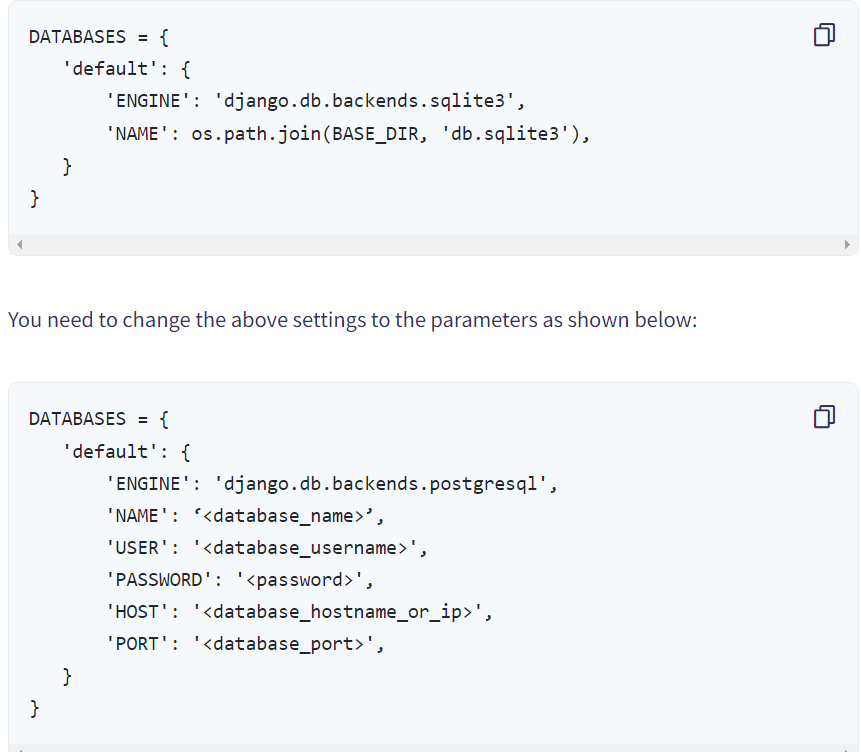 DATABASES = {
   'default': {
       'ENGINE': 'django.db.backends.sqlite3',
       'NAME': os.path.join(BASE_DIR, 'db.sqlite3'),
   }
}
You need to change the above settings to the parameters as shown below:
DATABASES = {
   'default': {
       'ENGINE': 'django.db.backends.postgresql',
       'NAME': ‘<database_name>’,
       'USER': '<database_username>',
       'PASSWORD': '<password>',
       'HOST': '<database_hostname_or_ip>',
       'PORT': '<database_port>',
   }
}